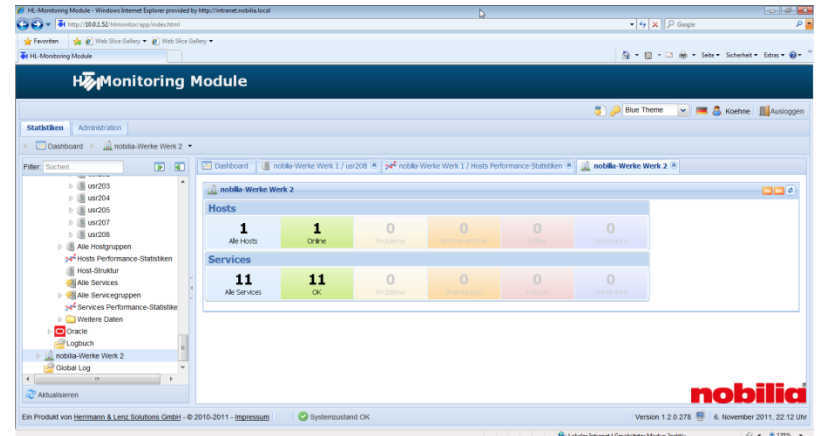 HL-Monitoring Module - Windows Internet Explorer provided by http://intranet.nobilia.local
http://10.0.1.52/hlmonitor/app/index.html
Google
Favoriten Web Slice Gallery Web Slice Gallery
HL-Monitoring Module
Seite Sicherheit Extras
HL Monitoring Module
Blue Theme Koehne Ausloggen
Statistiken Administration
Dashboard nobilia-Werke Werk 2
Filter: Suchen...
Dashboard nobilia-Werke Werk 1 / usr208 nobilia-Werke Werk 1 / Hosts Performance-Statistiken nobilia-Werke Werk 2
usr203
usr204
usr205
usr207
usr208
Alle Hostgruppen
Hosts Performance-Statistiken
Host-Struktur
Alle Services
Alle Servicegruppen
Services Performance-Statistike
Weitere Daten
Oracle
Logbuch
nobilia-Werke Werk 2
Global Log
Aktualisieren
nobilia-Werke Werk 2
Hosts
1 1 0 0 0 0
Alle Hosts Online Probleme Nicht erreichbar Offline Unbekannt
Services
11 11 0 0 0 0
Alle Services OK Probleme Warnungen Kritisch Unbekannt
nobilia
Ein Produkt von Herrmann & Lenz Solutions GmbH - © 2010-2011 - Impressum Systemzustand OK
Version 1.2.0.278 6. November 2011, 22:12 Uhr
125%